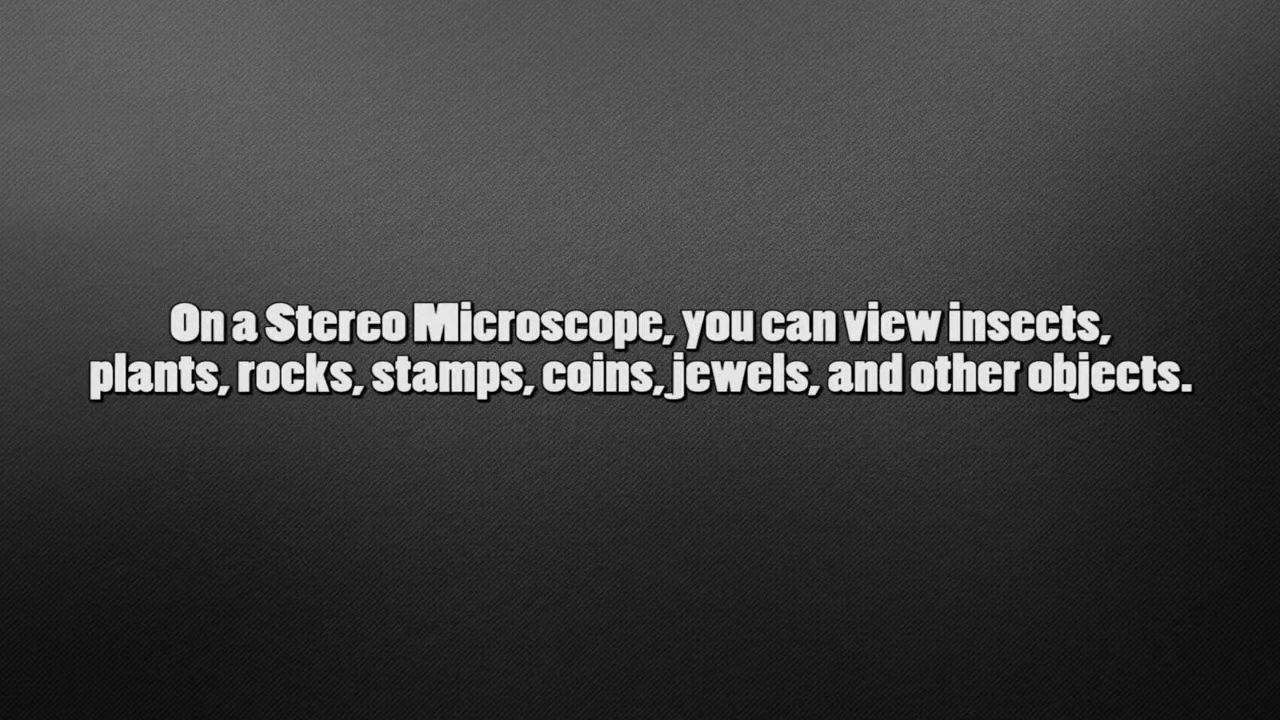 On a Stereo Microscope, you can view insects,
plants, rocks, stamps, coins, jewels, and other objects.